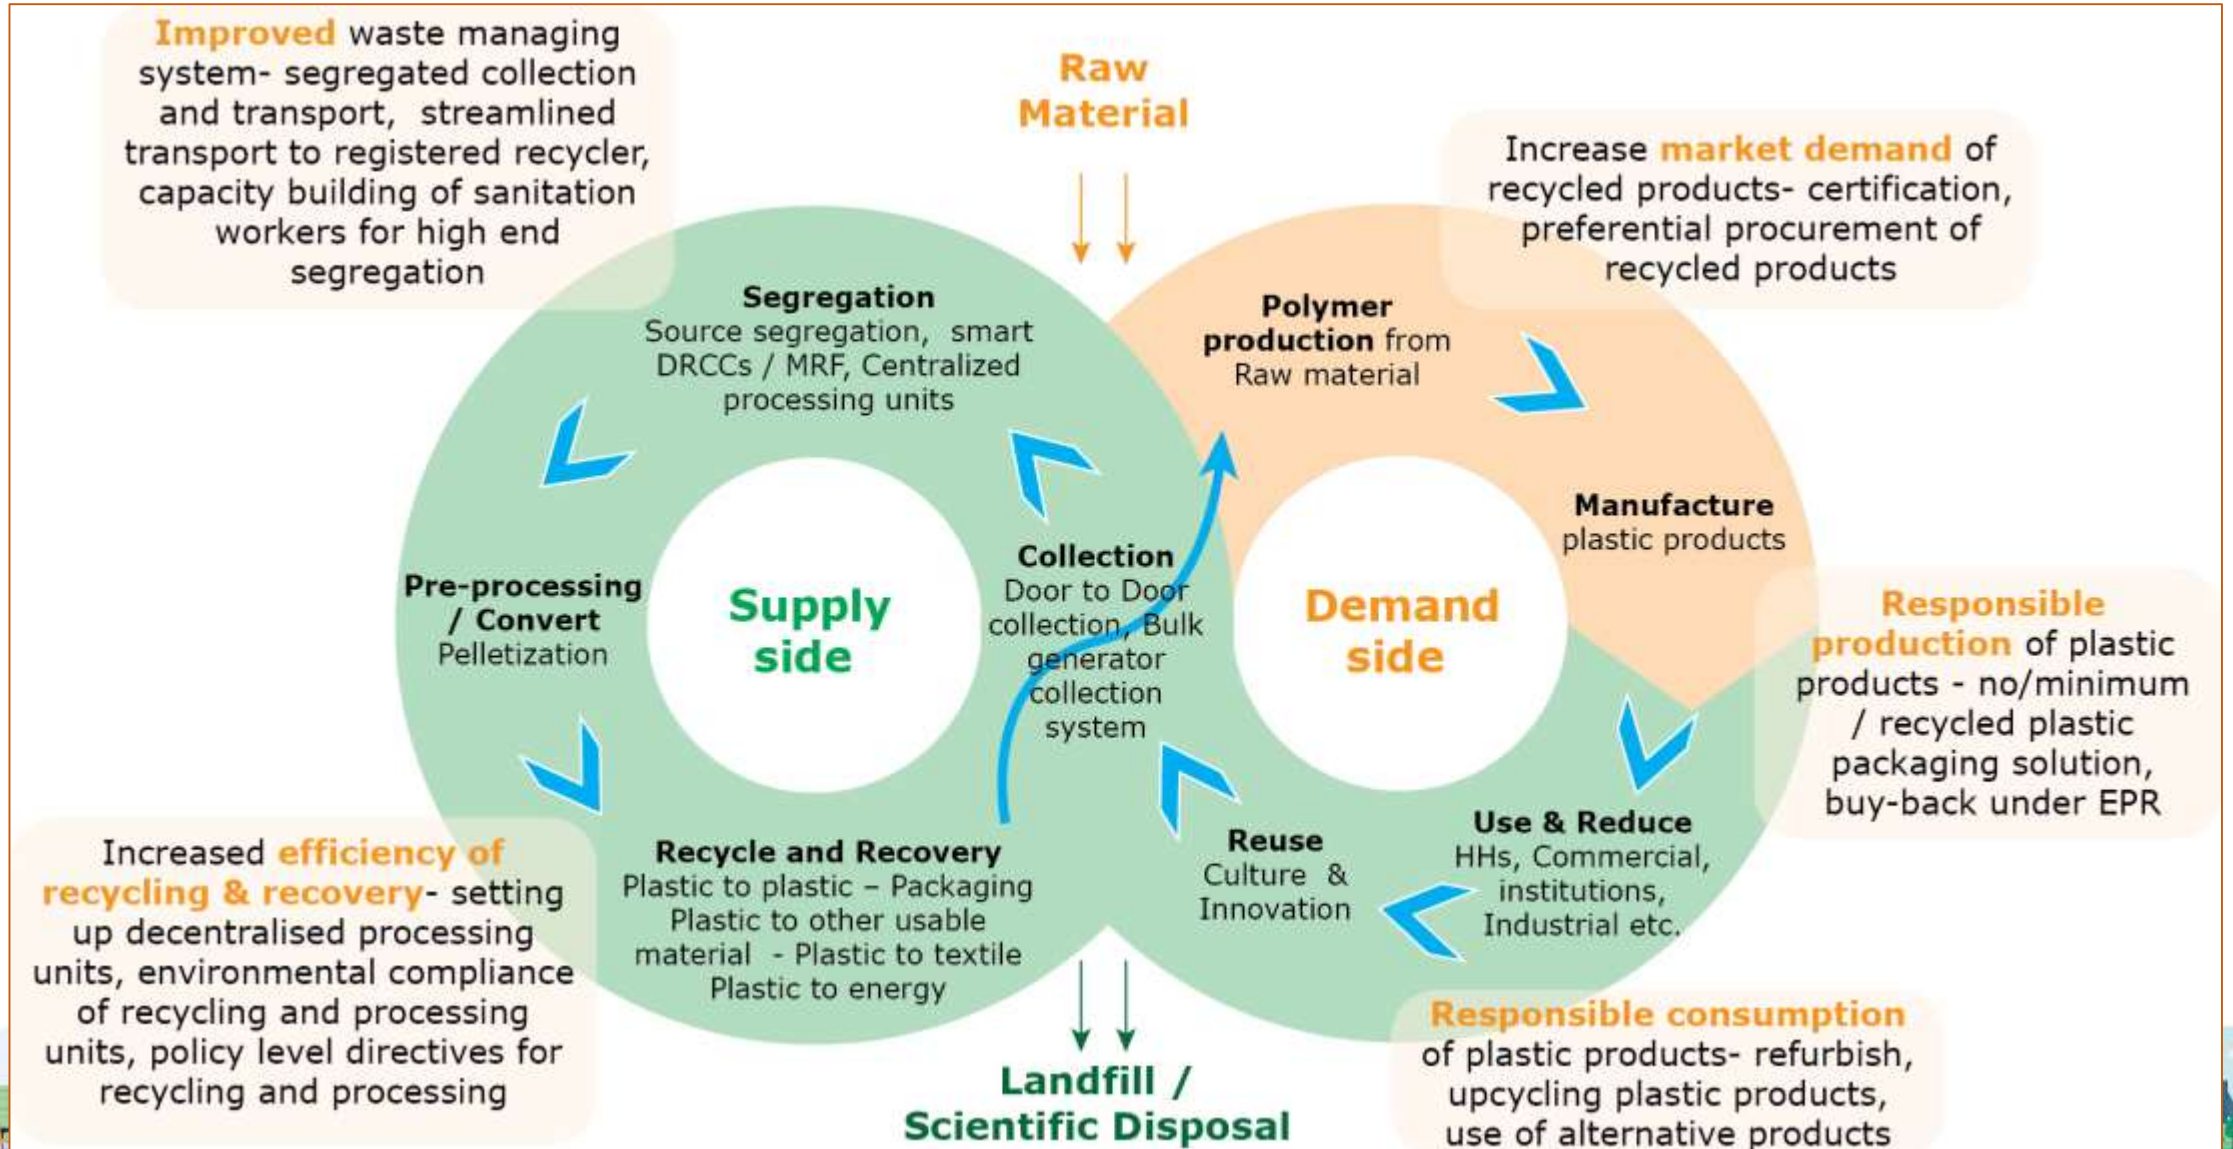 Improved waste managing
system- segregated collection
and transport, streamlined
transport to registered recycler,
capacity building of sanitation
workers for high end
segregation
Raw
Material
Increase market demand of
recycled products- certification,
preferential procurement of
recycled products
Segregation
Source segregation, smart
DRCCs / MRF, Centralized
processing units
Polymer
production from
Raw material
Manufacture
plastic products
Pre-processing
/ Convert
Pelletization
Supply
side
Collection
Door to Door
collection, Bulk
generator
collection
system
Demand
side
Responsible
production of plastic
products - no/minimum
/ recycled plastic
packaging solution,
buy-back under EPR
Increased efficiency of
recycling & recovery- setting
up decentralised processing
units, environmental compliance
of recycling and processing
units, policy level directives for
recycling and processing
Recycle and Recovery
Plastic to plastic – Packaging
Plastic to other usable
material - Plastic to textile
Plastic to energy
Reuse
Culture &
Innovation
Use & Reduce
HHs, Commercial,
institutions,
Industrial etc.
Landfill /
Scientific Disposal
Responsible consumption
of plastic products- refurbish,
upcycling plastic products,
use of alternative products